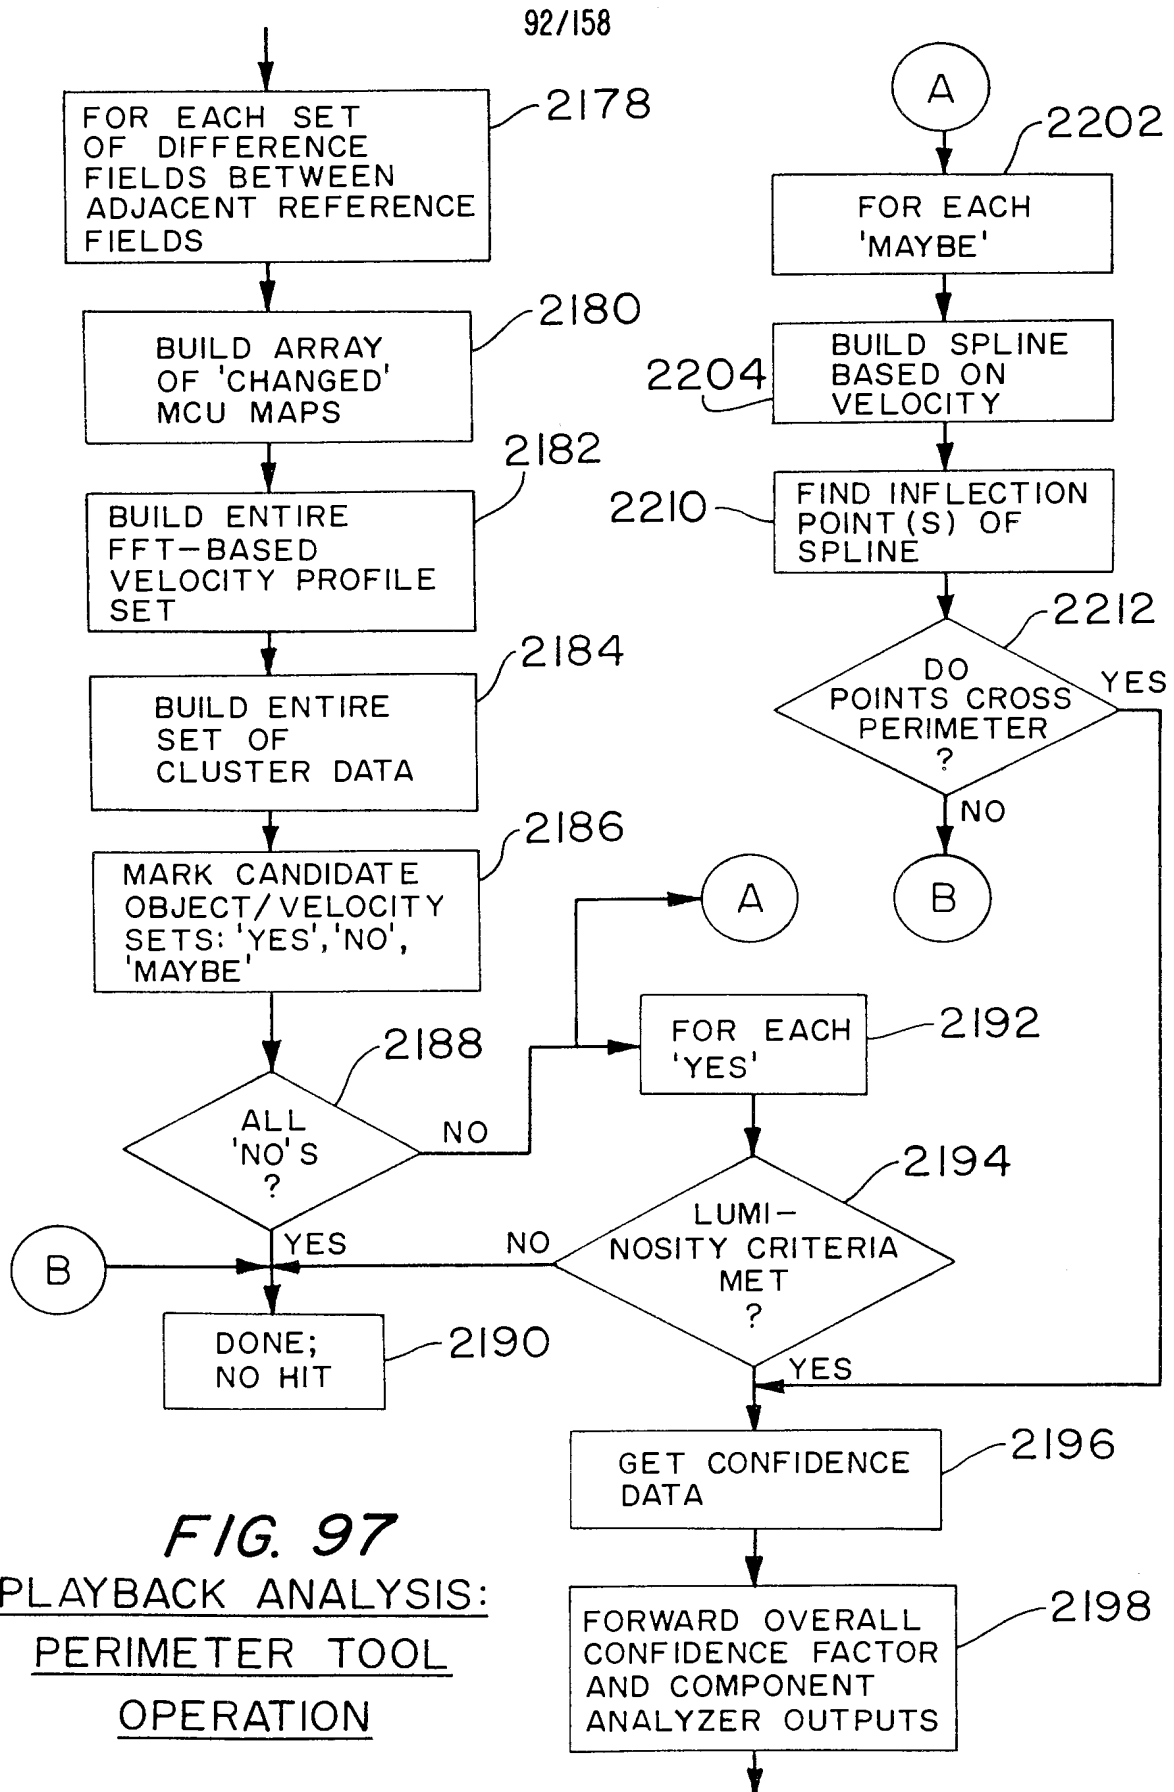 92/158
FOR EACH SET
OF DIFFERENCE
FIELDS BETWEEN
ADJACENT REFERENCE
FIELDS
2178
BUILD ARRAY
OF 'CHANGED'
MCU MAPS
2180
BUILD ENTIRE
FFT-BASED
VELOCITY PROFILE
SET
2182
BUILD ENTIRE
SET OF
CLUSTER DATA
2184
MARK CANDIDATE
OBJECT/VELOCITY
SETS: 'YES', 'NO',
'MAYBE'
2186
ALL
'NO'S
?
2188
NO
YES
B
DONE;
NO HIT
2190
A
FOR EACH
'YES'
2192
LUMI-
NOSITY CRITERIA
MET
?
2194
NO
YES
GET CONFIDENCE
DATA
2196
FORWARD OVERALL
CONFIDENCE FACTOR
AND COMPONENT
ANALYZER OUTPUTS
2198
A
FOR EACH
'MAYBE'
2202
BUILD SPLINE
BASED ON
VELOCITY
2204
FIND INFLECTION
POINT(S) OF
SPLINE
2210
DO
POINTS CROSS
PERIMETER
?
2212
YES
NO
B
FIG. 97
PLAYBACK ANALYSIS:
PERIMETER TOOL
OPERATION